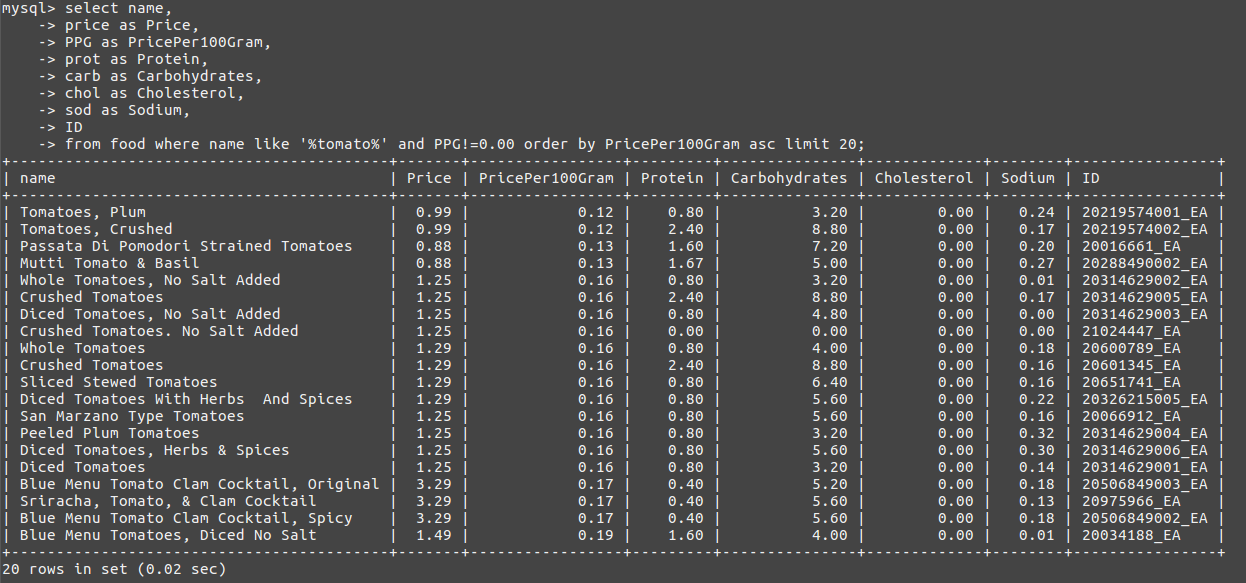 mysql> select name,
    -> price as Price,
    -> PPG as PricePer100Gram,
    -> prot as Protein,
    -> carb as Carbohydrates,
    -> chol as Cholesterol,
    -> sod as Sodium,
    -> ID
    -> from food where name like '%tomato%' and PPG!=0.00 order by PricePer100Gram asc limit 20;
+------------------------------------------+-------+-----------------+---------+---------------+-------------+--------+----------------+
| name                                     | Price | PricePer100Gram | Protein | Carbohydrates | Cholesterol | Sodium | ID             |
+------------------------------------------+-------+-----------------+---------+---------------+-------------+--------+----------------+
| Tomatoes, Plum                           |  0.99 |            0.12 |    0.80 |          3.20 |        0.00 |   0.24 | 20219574001_EA |
| Tomatoes, Crushed                        |  0.99 |            0.12 |    2.40 |          8.80 |        0.00 |   0.17 | 20219574002_EA |
| Passata Di Pomodori Strained Tomatoes    |  0.88 |            0.13 |    1.60 |          7.20 |        0.00 |   0.20 | 20016661_EA    |
| Mutti Tomato & Basil                     |  0.88 |            0.13 |    1.67 |          5.00 |        0.00 |   0.27 | 20288490002_EA |
| Whole Tomatoes, No Salt Added            |  1.25 |            0.16 |    0.80 |          3.20 |        0.00 |   0.01 | 20314629002_EA |
| Crushed Tomatoes                         |  1.25 |            0.16 |    2.40 |          8.80 |        0.00 |   0.17 | 20314629005_EA |
| Diced Tomatoes, No Salt Added            |  1.25 |            0.16 |    0.80 |          4.80 |        0.00 |   0.00 | 20314629003_EA |
| Crushed Tomatoes. No Salt Added          |  1.25 |            0.16 |    0.00 |          0.00 |        0.00 |   0.00 | 21024447_EA    |
| Whole Tomatoes                           |  1.29 |            0.16 |    0.80 |          4.00 |        0.00 |   0.18 | 20600789_EA    |
| Crushed Tomatoes                         |  1.29 |            0.16 |    2.40 |          8.80 |        0.00 |   0.16 | 20601345_EA    |
| Sliced Stewed Tomatoes                   |  1.29 |            0.16 |    0.80 |          6.40 |        0.00 |   0.16 | 20651741_EA    |
| Diced Tomatoes With Herbs  And Spices    |  1.29 |            0.16 |    0.80 |          5.60 |        0.00 |   0.22 | 20326215005_EA |
| San Marzano Type Tomatoes                |  1.25 |            0.16 |    0.80 |          5.60 |        0.00 |   0.16 | 20066912_EA    |
| Peeled Plum Tomatoes                     |  1.25 |            0.16 |    0.80 |          3.20 |        0.00 |   0.32 | 20314629004_EA |
| Diced Tomatoes, Herbs & Spices           |  1.25 |            0.16 |    0.80 |          5.60 |        0.00 |   0.30 | 20314629006_EA |
| Diced Tomatoes                           |  1.25 |            0.16 |    0.80 |          3.20 |        0.00 |   0.14 | 20314629001_EA |
| Blue Menu Tomato Clam Cocktail, Original |  3.29 |            0.17 |    0.40 |          5.20 |        0.00 |   0.18 | 20506849003_EA |
| Sriracha, Tomato, & Clam Cocktail        |  3.29 |            0.17 |    0.40 |          5.60 |        0.00 |   0.13 | 20975966_EA    |
| Blue Menu Tomato Clam Cocktail, Spicy    |  3.29 |            0.17 |    0.40 |          5.60 |        0.00 |   0.18 | 20506849002_EA |
| Blue Menu Tomatoes, Diced No Salt        |  1.49 |            0.19 |    1.60 |          4.00 |        0.00 |   0.01 | 20034188_EA    |
+------------------------------------------+-------+-----------------+---------+---------------+-------------+--------+----------------+
20 rows in set (0.02 sec)